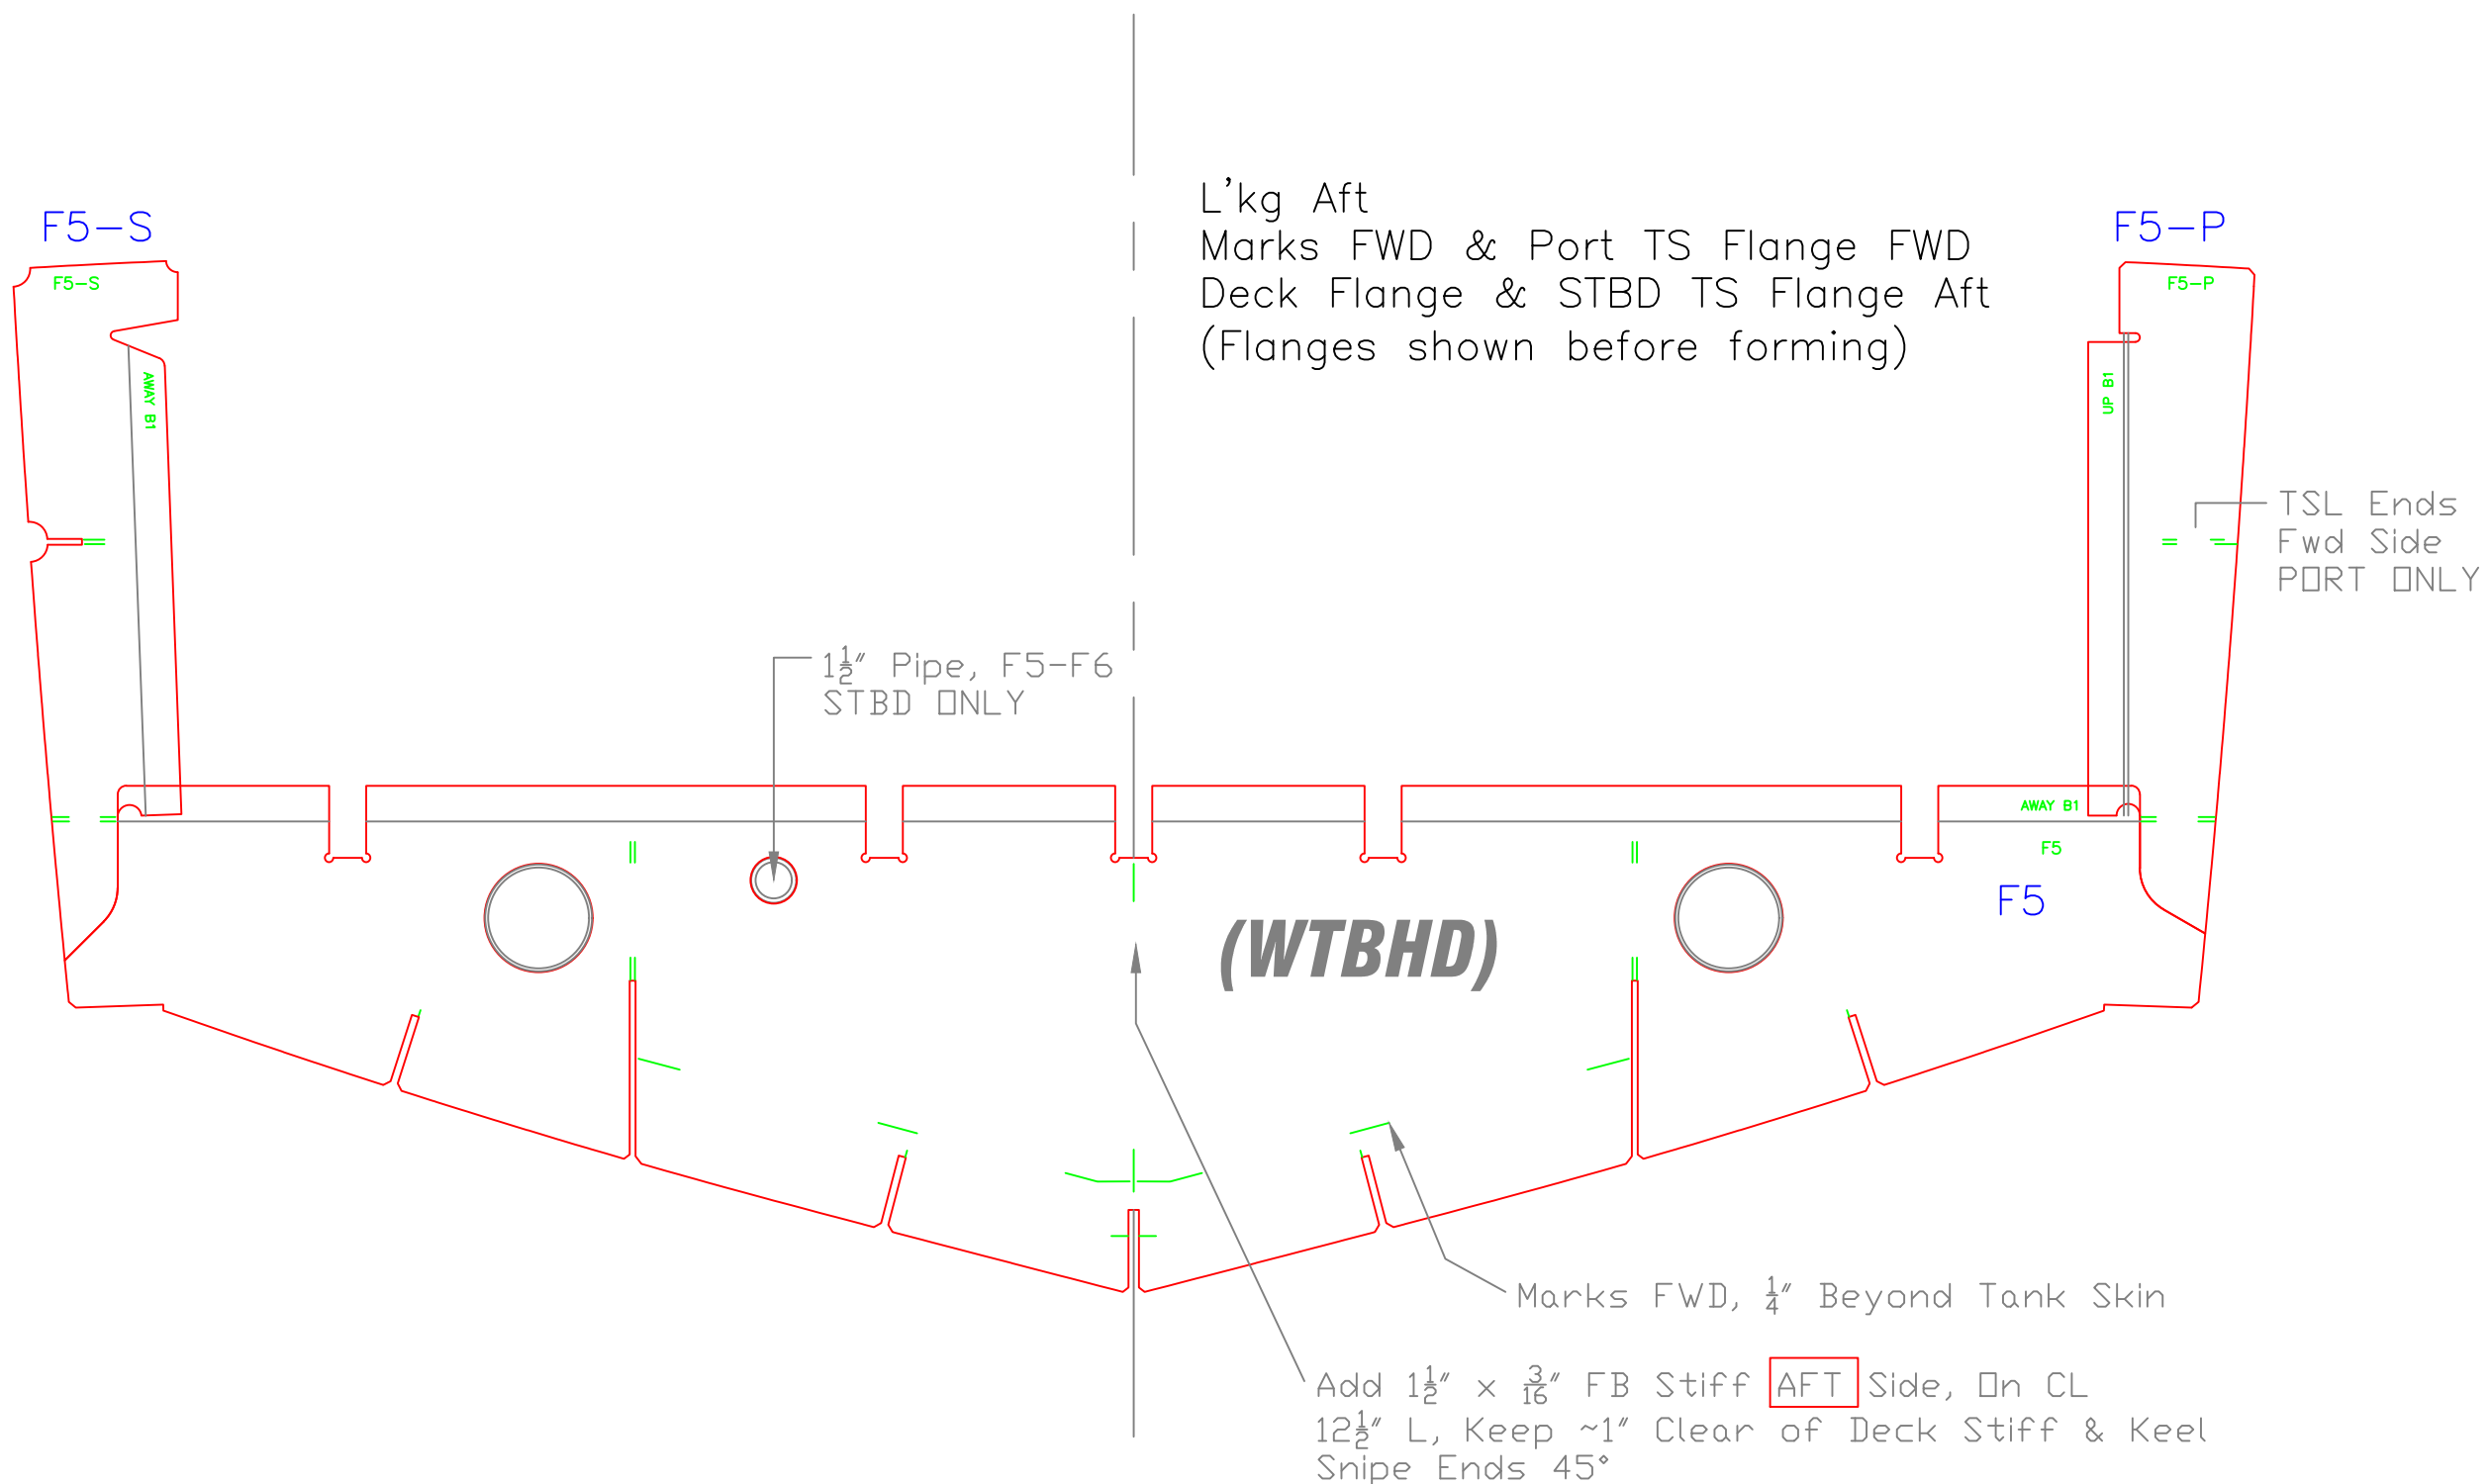 L'kg Aft
Marks FWD & Port TS Flange FWD
Deck Flange & STBD TS Flange Aft
(Flanges shown before forming)
F5-S
F5-S
AWAY B1
F5-P
F5-P
UP B1
TSL Ends
Fwd Side
PORT ONLY
1½" Pipe, F5-F6
STBD ONLY
AWAY B1
F5
F5
(WTBHD)
Marks FWD, ¼" Beyond Tank Skin
Add 1½" x 3/16" FB Stiff AFT Side, On CL
12½" L, Keep ~1" Clear of Deck Stiff & Keel
Snipe Ends 45°